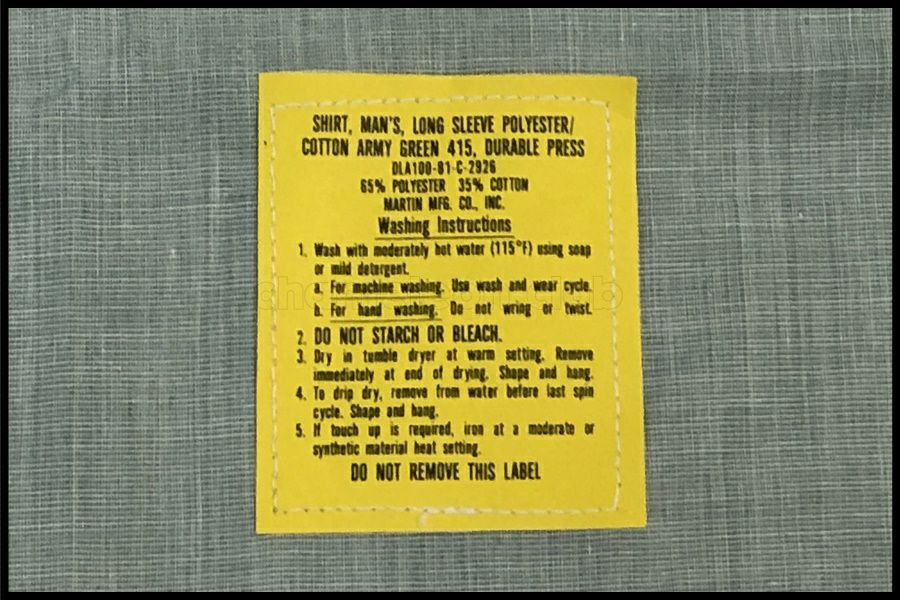 SHIRT, MAN'S, LONG SLEEVE POLYESTER/
COTTON ARMY GREEN 415, DURABLE PRESS
DLA100-81-C-2926
65% POLYESTER 35% COTTON
MARTIN MFG. CO., INC.
Washing Instructions
1. Wash with moderately hot water (115°F) using soap
or mild detergent.
a. For machine washing. Use wash and wear cycle.
b. For hand washing. Do not wring or twist.
2. DO NOT STARCH OR BLEACH.
3. Dry in tumble dryer at warm setting. Remove
immediately at end of drying. Shape and hang.
4. To drip dry, remove from water before last spin
cycle. Shape and hang.
5. If touch up is required, iron at a moderate or
synthetic material heat setting.
DO NOT REMOVE THIS LABEL